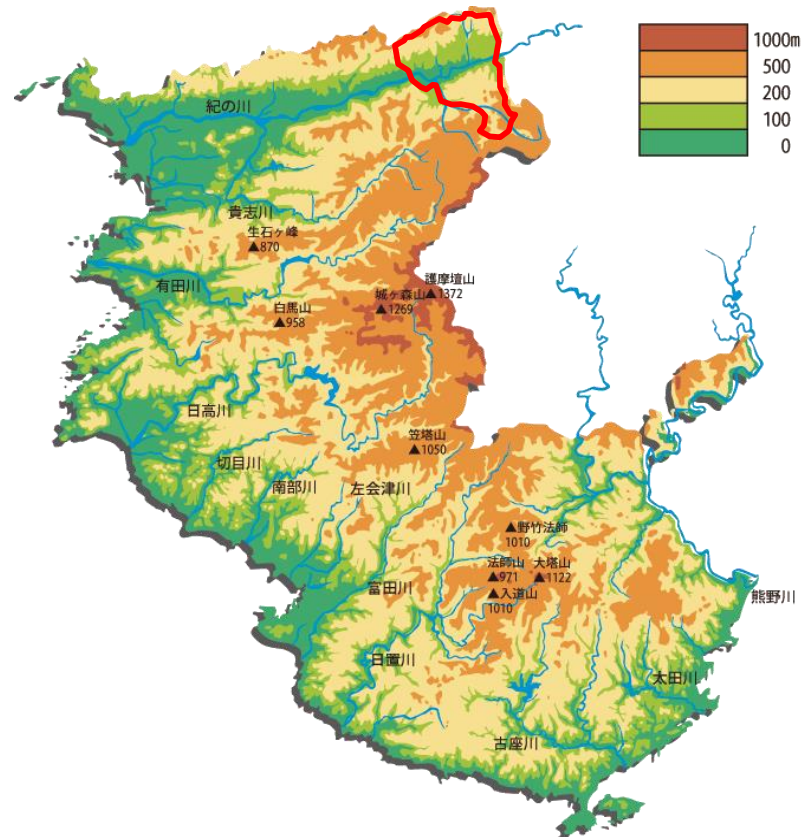 1000m
500
200
100
0
紀の川
貴志川
生石ヶ峰
▲870
有田川
護摩壇山
▲1372
城ヶ森山
▲1269
白馬山
▲958
日高川
笠塔山
▲1050
切目川
南部川
左会津川
▲野竹法師
1010
法師山
▲971
大塔山
▲1122
▲入道山
1010
富田川
熊野川
日置川
太田川
古座川